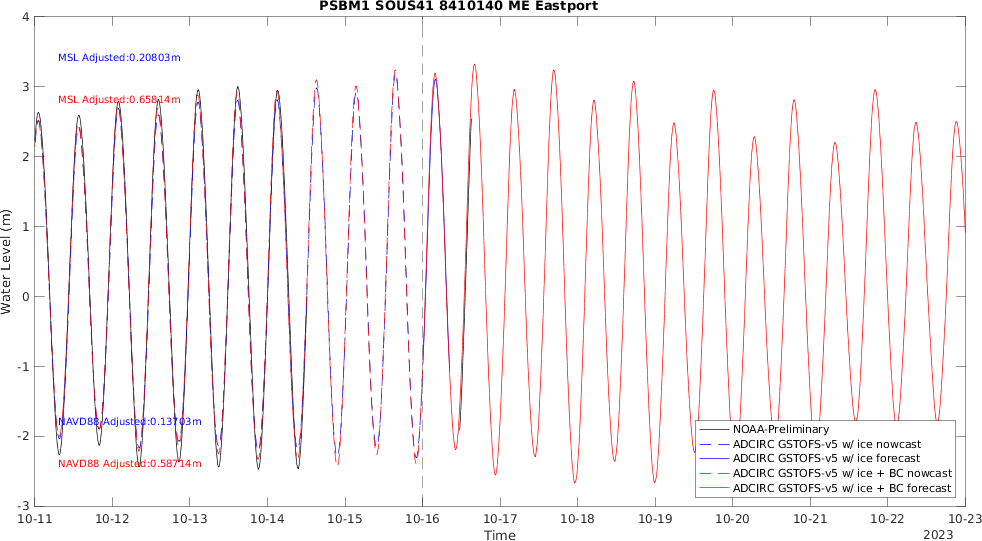 PSBM1 SOUS41 8410140 ME Eastport
4
3
2
1
0
-1
-2
-3
Water Level (m)
MSL Adjusted:0.20803m
MSL Adjusted:0.65814m
NAVD88 Adjusted:0.13703m
NAVD88 Adjusted:0.58714m
NOAA-Preliminary
ADCIRC GSTOFS-v5 w/ ice nowcast
ADCIRC GSTOFS-v5 w/ ice forecast
ADCIRC GSTOFS-v5 w/ ice + BC nowcast
ADCIRC GSTOFS-v5 w/ ice + BC forecast
10-11 10-12 10-13 10-14 10-15 10-16 10-17 10-18 10-19 10-20 10-21 10-22 10-23
Time
2023